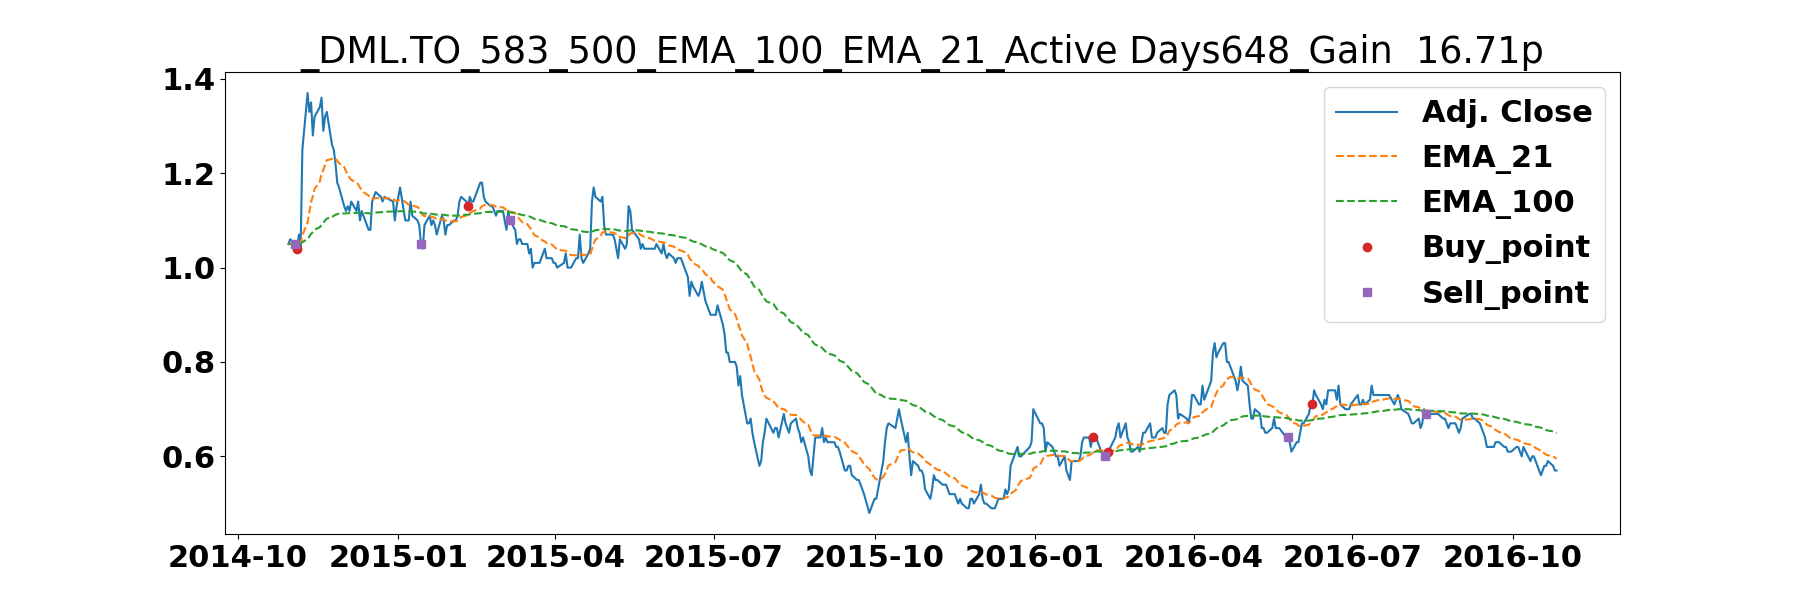 _DML.TO_583_500_EMA_100_EMA_21_Active Days648_Gain  16.71p
1.4
1.2
1.0
0.8
0.6
Adj. Close
EMA_21
EMA_100
Buy_point
Sell_point
2014-10 2015-01 2015-04 2015-07 2015-10 2016-01 2016-04 2016-07 2016-10